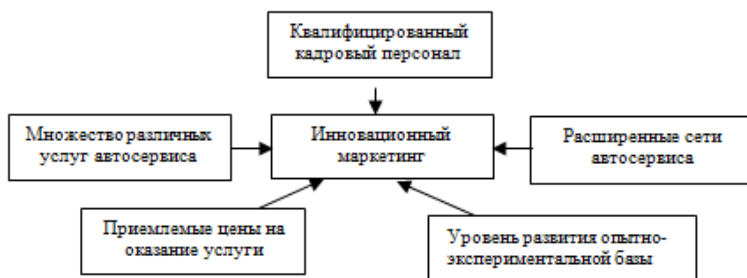 Квалифицированный
кадровый персонал
Множество различных
услуг автосервиса
Инновационный
маркетинг
Расширенные сети
автосервиса
Приемлемые цены на
оказание услуги
Уровень развития опытно-
экспериментальной базы